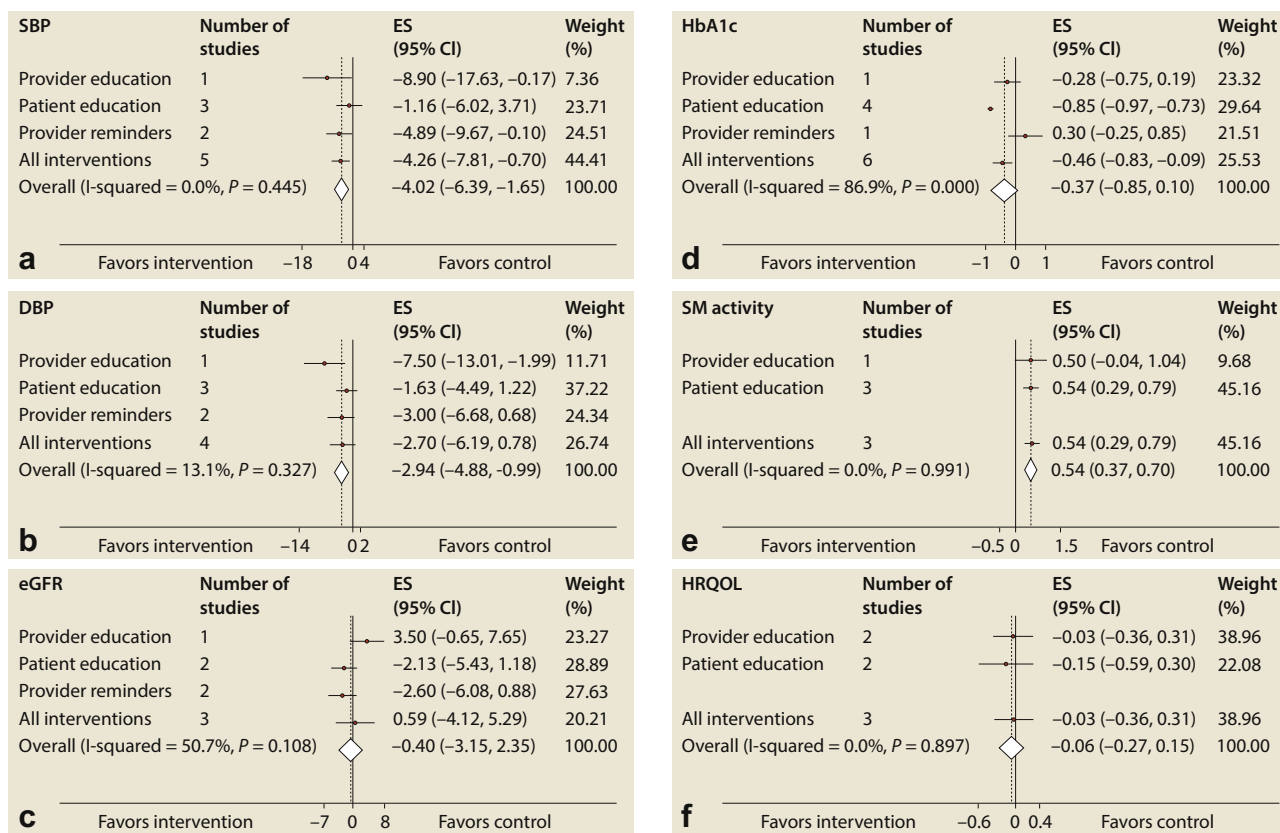 SBP Number of studies ES (95% Cl) Weight (%)
Provider education 1 –8.90 (–17.63, –0.17) 7.36
Patient education 3 –1.16 (–6.02, 3.71) 23.71
Provider reminders 2 –4.89 (–9.67, –0.10) 24.51
All interventions 5 –4.26 (–7.81, –0.70) 44.41
Overall (I-squared = 0.0%, P = 0.445) –4.02 (–6.39, –1.65) 100.00
a Favors intervention –18 0 4 Favors control
DBP Number of studies ES (95% Cl) Weight (%)
Provider education 1 –7.50 (–13.01, –1.99) 11.71
Patient education 3 –1.63 (–4.49, 1.22) 37.22
Provider reminders 2 –3.00 (–6.68, 0.68) 24.34
All interventions 4 –2.70 (–6.19, 0.78) 26.74
Overall (I-squared = 13.1%, P = 0.327) –2.94 (–4.88, –0.99) 100.00
b Favors intervention –14 0 2 Favors control
eGFR Number of studies ES (95% Cl) Weight (%)
Provider education 1 3.50 (–0.65, 7.65) 23.27
Patient education 2 –2.13 (–5.43, 1.18) 28.89
Provider reminders 2 –2.60 (–6.08, 0.88) 27.63
All interventions 3 0.59 (–4.12, 5.29) 20.21
Overall (I-squared = 50.7%, P = 0.108) –0.40 (–3.15, 2.35) 100.00
c Favors intervention –7 0 8 Favors control
HbA1c Number of studies ES (95% Cl) Weight (%)
Provider education 1 –0.28 (–0.75, 0.19) 23.32
Patient education 4 –0.85 (–0.97, –0.73) 29.64
Provider reminders 1 0.30 (–0.25, 0.85) 21.51
All interventions 6 –0.46 (–0.83, –0.09) 25.53
Overall (I-squared = 86.9%, P = 0.000) –0.37 (–0.85, 0.10) 100.00
d Favors intervention –1 0 1 Favors control
SM activity Number of studies ES (95% Cl) Weight (%)
Provider education 1 0.50 (–0.04, 1.04) 9.68
Patient education 3 0.54 (0.29, 0.79) 45.16
All interventions 3 0.54 (0.29, 0.79) 45.16
Overall (I-squared = 0.0%, P = 0.991) 0.54 (0.37, 0.70) 100.00
e Favors intervention –0.5 0 1.5 Favors control
HRQOL Number of studies ES (95% Cl) Weight (%)
Provider education 2 –0.03 (–0.36, 0.31) 38.96
Patient education 2 –0.15 (–0.59, 0.30) 22.08
All interventions 3 –0.03 (–0.36, 0.31) 38.96
Overall (I-squared = 0.0%, P = 0.897) –0.06 (–0.27, 0.15) 100.00
f Favors intervention –0.6 0 0.4 Favors control